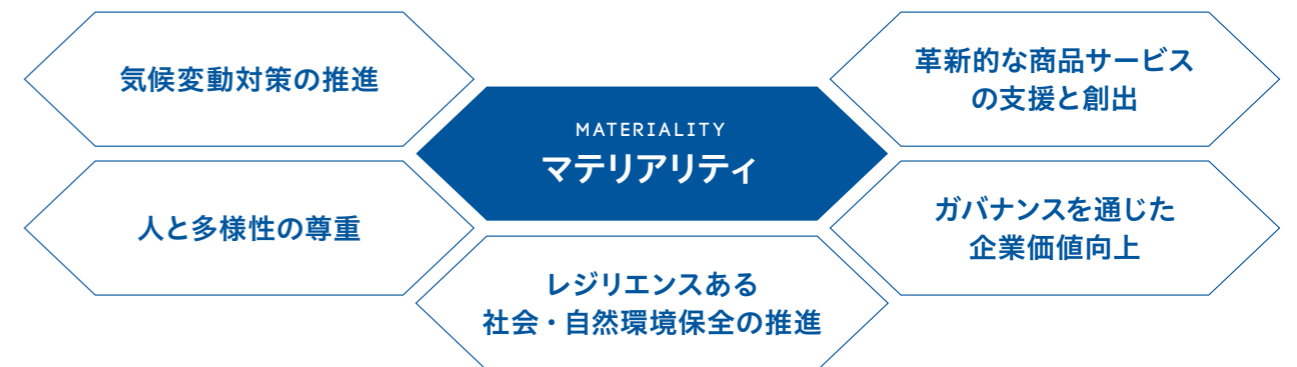 気候変動対策の推進
人と多様性の尊重
MATERIALITY
マテリアリティ
レジリエンスある
社会・自然環境保全の推進
革新的な商品サービス
の支援と創出
ガバナンスを通じた
企業価値向上